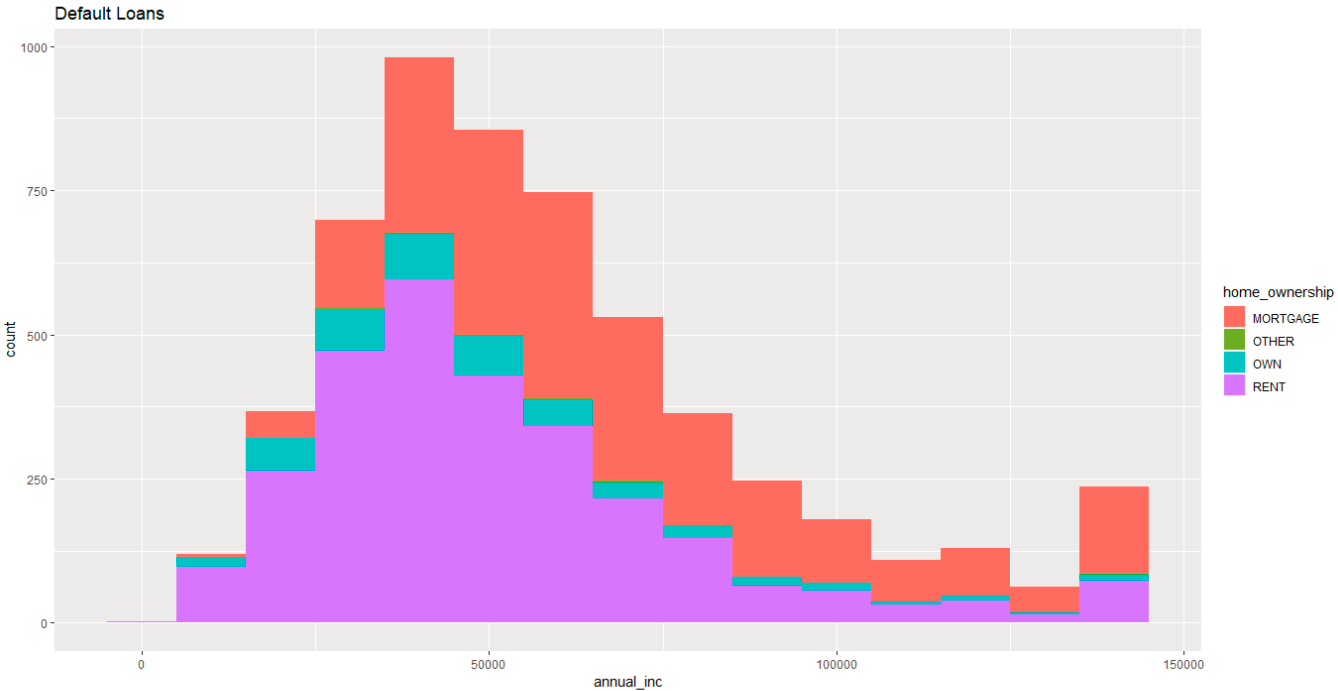 Default Loans
1000
750
500
250
0
count
0
50000
100000
150000
annual_inc
home_ownership
MORTGAGE
OTHER
OWN
RENT